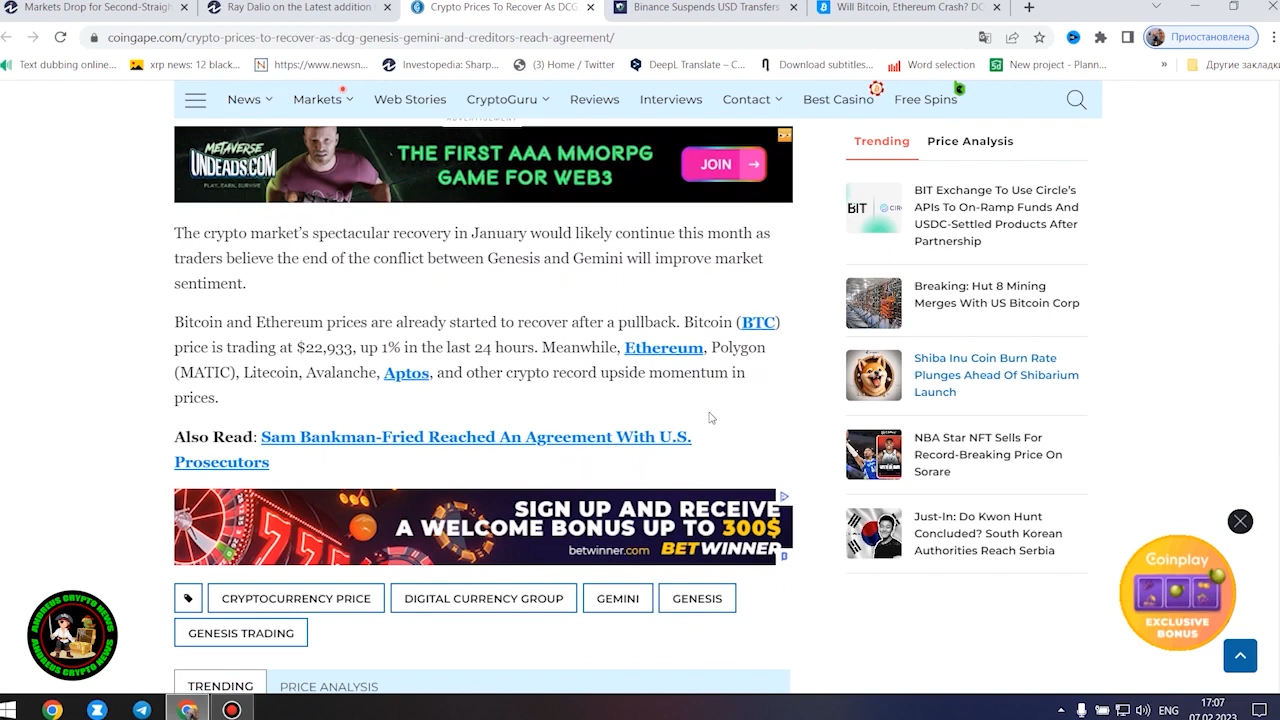 Markets Drop for Second-Straigh
Ray Dalio on the Latest addition
Crypto Prices To Recover As DCG
Binance Suspends USD Transfers
Will Bitcoin, Ethereum Crash? DC
coingape.com/crypto-prices-to-recover-as-dcg-genesis-gemini-and-creditors-reach-agreement/
Приостановлена
Text dubbing online...
xrp news: 12 black...
https://www.newsn...
Investopedia: Sharp...
(3) Home / Twitter
DeepL Translate – C...
Download subtitles...
Word selection
New project - Plann...
»
Другие закладки
News
Markets
Web Stories
CryptoGuru
Reviews
Interviews
Contact
Best Casino
Free Spins
ADVERTISEMENT
METAVERSE
UNDEADS.COM
PLAY. EARN. SURVIVE.
THE FIRST AAA MMORPG
GAME FOR WEB3
JOIN →
The crypto market's spectacular recovery in January would likely continue this month as
traders believe the end of the conflict between Genesis and Gemini will improve market
sentiment.
Bitcoin and Ethereum prices are already started to recover after a pullback. Bitcoin (BTC)
price is trading at $22,933, up 1% in the last 24 hours. Meanwhile, Ethereum, Polygon
(MATIC), Litecoin, Avalanche, Aptos, and other crypto record upside momentum in
prices.
Also Read: Sam Bankman-Fried Reached An Agreement With U.S.
Prosecutors
SIGN UP AND RECEIVE
A WELCOME BONUS UP TO 300$
betwinner.com BETWINNER
CRYPTOCURRENCY PRICE
DIGITAL CURRENCY GROUP
GEMINI
GENESIS
GENESIS TRADING
TRENDING
PRICE ANALYSIS
Trending
Price Analysis
BIT
CIR
BIT Exchange To Use Circle's
APIs To On-Ramp Funds And
USDC-Settled Products After
Partnership
Breaking: Hut 8 Mining
Merges With US Bitcoin Corp
Shiba Inu Coin Burn Rate
Plunges Ahead Of Shibarium
Launch
NBA Star NFT Sells For
Record-Breaking Price On
Sorare
Just-In: Do Kwon Hunt
Concluded? South Korean
Authorities Reach Serbia
Coinplay
EXCLUSIVE
BONUS
ANDREUS CRYPTO NEWS
ANDREUS CRYPTO NEWS
ENG
17:07
07.02.2023